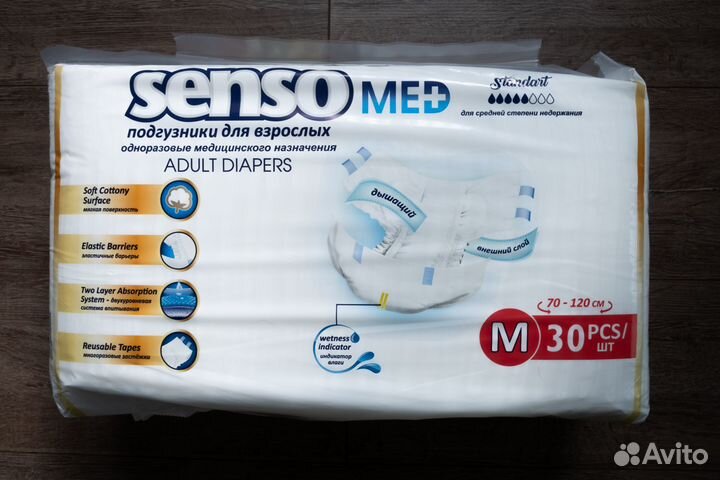 senso MED
Standart
подгузники для взрослых
для средней степени недержания
одноразовые медицинского назначения
ADULT DIAPERS
Soft Cottony
Surface
мягкая поверхность
Elastic Barriers
эластичные барьеры
Two Layer Absorption
System - двухуровневая
система впитывания
Reusable Tapes
многоразовые застёжки
дышащий
внешний слой
wetness
indicator
индикатор
влаги
70 - 120 см
M 30 PCS/
ШТ
Avito